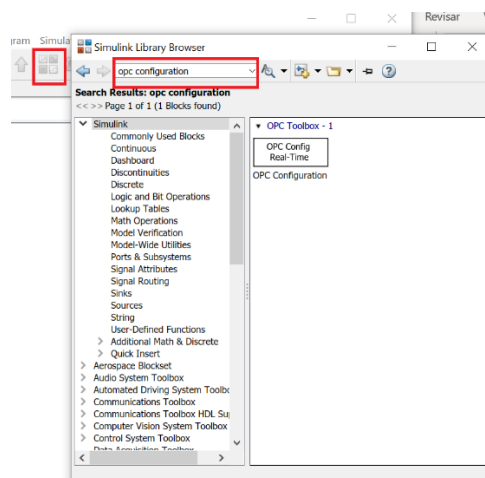 Revisar
gram Simula
Simulink Library Browser
opc configuration
Search Results: opc configuration
<< >> Page 1 of 1 (1 Blocks found)
Simulink
Commonly Used Blocks
Continuous
Dashboard
Discontinuities
Discrete
Logic and Bit Operations
Lookup Tables
Math Operations
Model Verification
Model-Wide Utilities
Ports & Subsystems
Signal Attributes
Signal Routing
Sinks
Sources
String
User-Defined Functions
Additional Math & Discrete
Quick Insert
Aerospace Blockset
Audio System Toolbox
Automated Driving System Toolbo
Communications Toolbox
Communications Toolbox HDL Su
Computer Vision System Toolbox
Control System Toolbox
Data Acquisition Toolbox
OPC Toolbox - 1
OPC Config
Real-Time
OPC Configuration